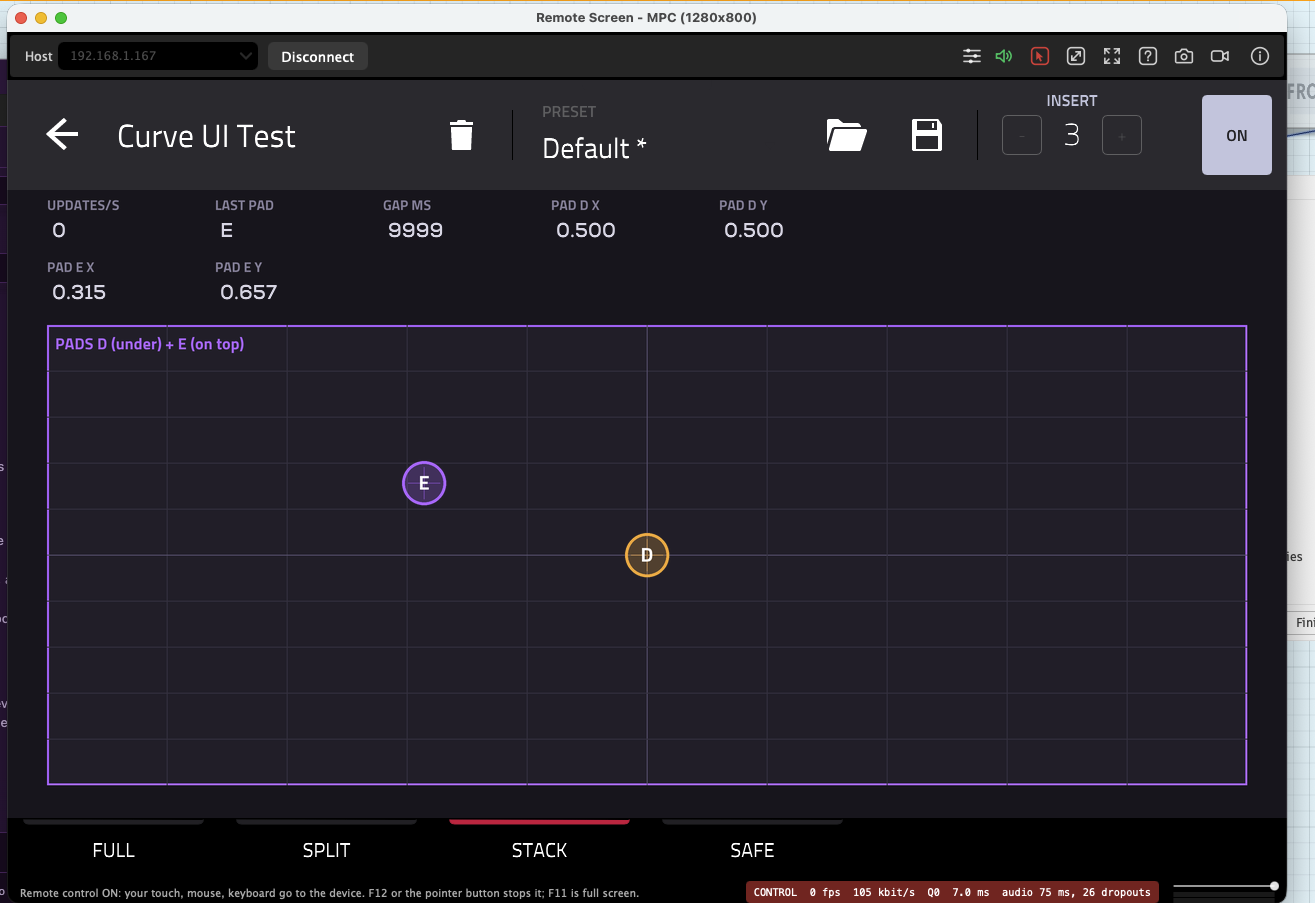 Remote Screen - MPC (1280x800)
Host 192.168.1.167 Disconnect
Curve UI Test
PRESET
Default *
INSERT
- 3 +
ON
UPDATES/S LAST PAD GAP MS PAD D X PAD D Y
0 E 9999 0.500 0.500
PAD E X PAD E Y
0.315 0.657
PADS D (under) + E (on top)
E
D
FULL SPLIT STACK SAFE
Remote control ON: your touch, mouse, keyboard go to the device. F12 or the pointer button stops it; F11 is full screen.
CONTROL 0 fps 105 kbit/s Q0 7.0 ms audio 75 ms, 26 dropouts
FRO
ies
Fini